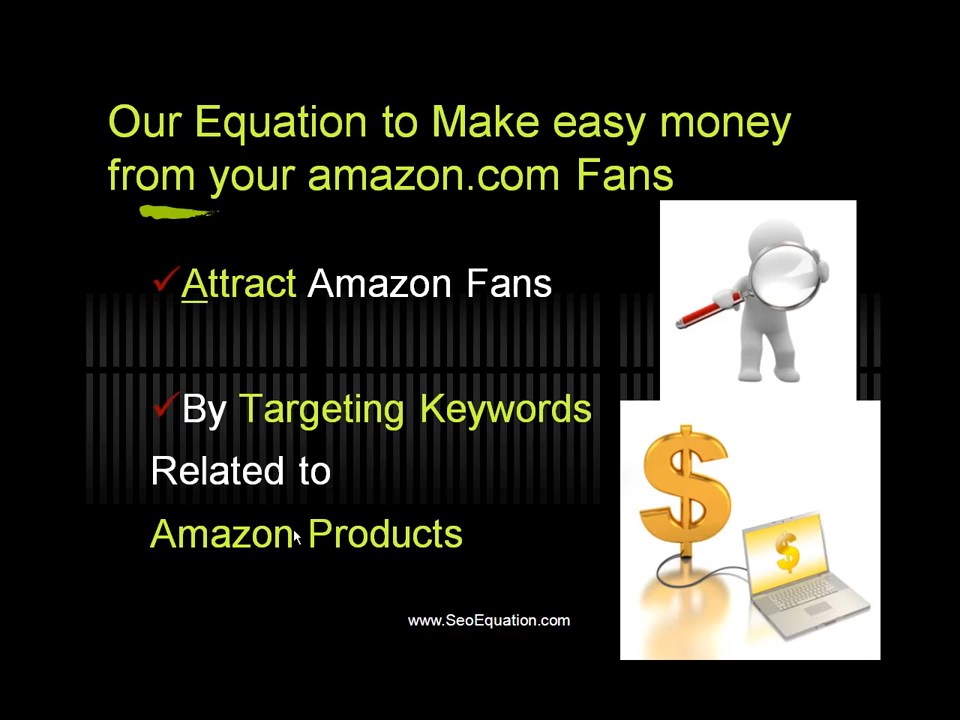 Our Equation to Make easy money
from your amazon.com Fans
Attract Amazon Fans
By Targeting Keywords
Related to
Amazon Products
www.SeoEquation.com
$
$